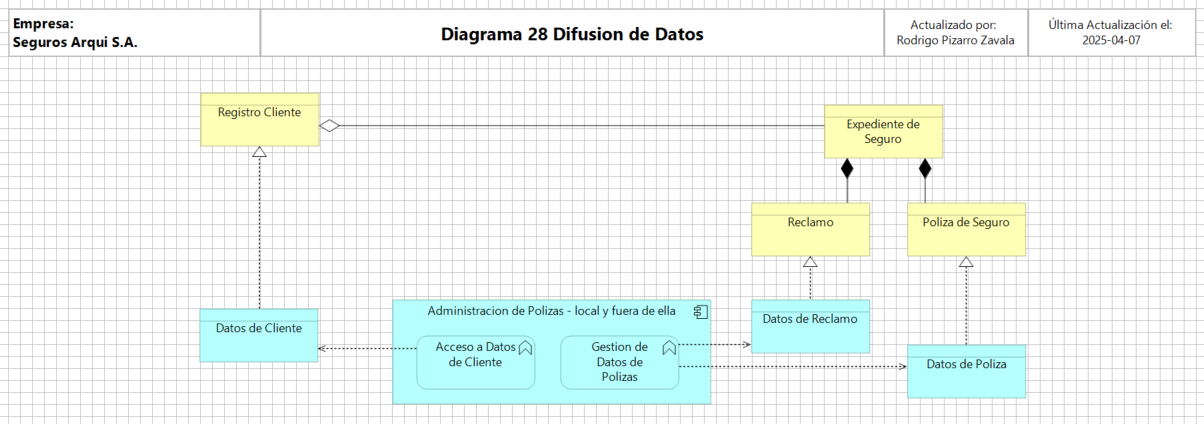 Empresa:
Seguros Arqui S.A.
Diagrama 28 Difusion de Datos
Actualizado por:
Rodrigo Pizarro Zavala
Última Actualización el:
2025-04-07
Registro Cliente
Expediente de
Seguro
Reclamo
Poliza de Seguro
Datos de Cliente
Administracion de Polizas - local y fuera de ella
Acceso a Datos
de Cliente
Gestion de
Datos de
Polizas
Datos de Reclamo
Datos de Poliza